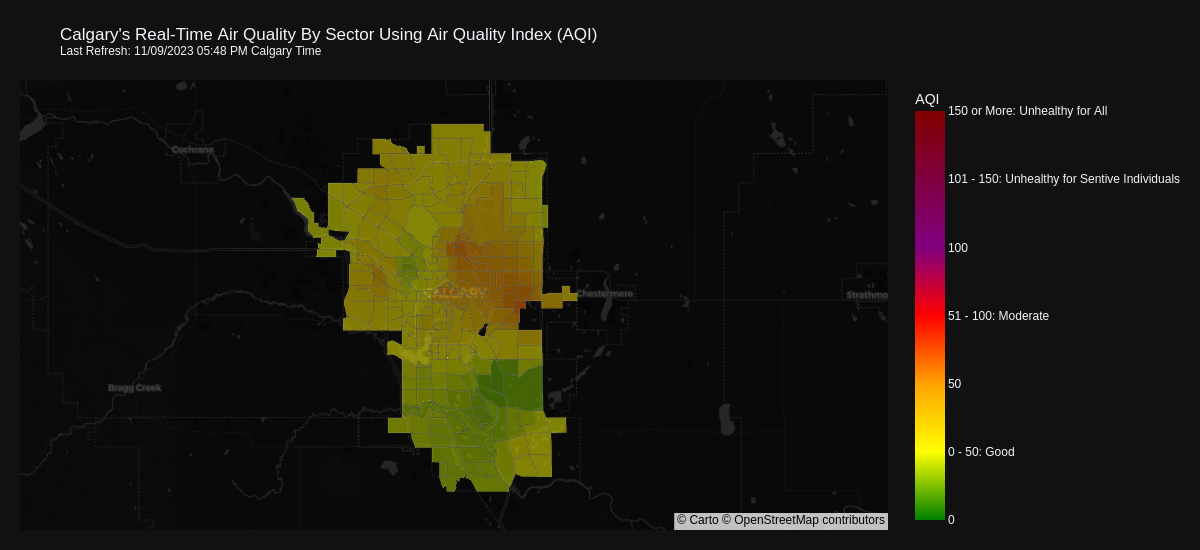 Calgary's Real-Time Air Quality By Sector Using Air Quality Index (AQI)
Last Refresh: 11/09/2023 05:48 PM Calgary Time
AQI
150 or More: Unhealthy for All
Cochrane
101 - 150: Unhealthy for Sentive Individuals
100
CALGARY
Chestermere
Strathmo
51 - 100: Moderate
50
Bragg Creek
0 - 50: Good
0
© Carto © OpenStreetMap contributors